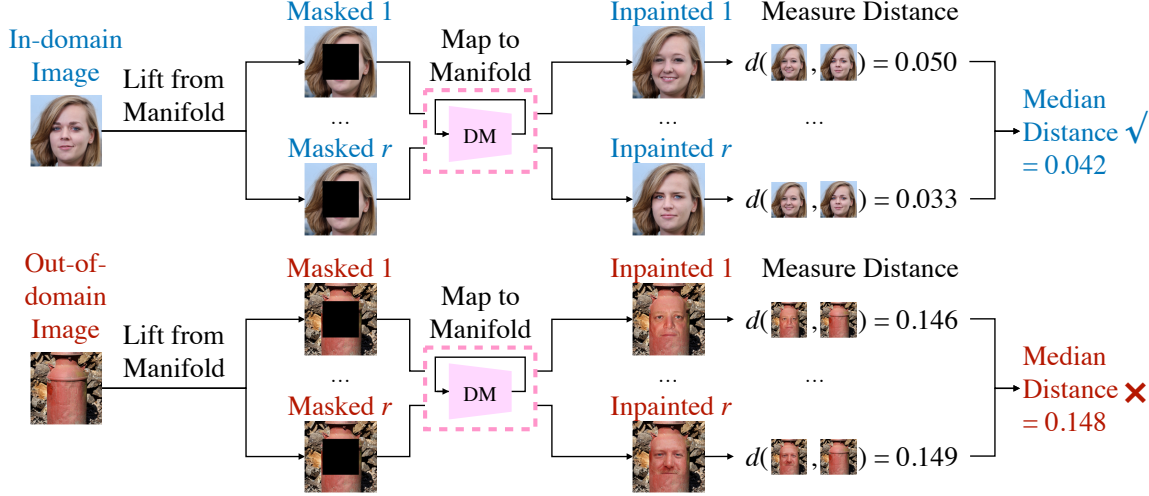 In-domain
Image
Lift from
Manifold
Masked 1
...
Masked r
Map to
Manifold
DM
Inpainted 1
...
Inpainted r
Measure Distance
d( , ) = 0.050
...
d( , ) = 0.033
Median
Distance √
= 0.042
Out-of-
domain
Image
Lift from
Manifold
Masked 1
...
Masked r
Map to
Manifold
DM
Inpainted 1
...
Inpainted r
Measure Distance
d( , ) = 0.146
...
d( , ) = 0.149
Median
Distance ×
= 0.148